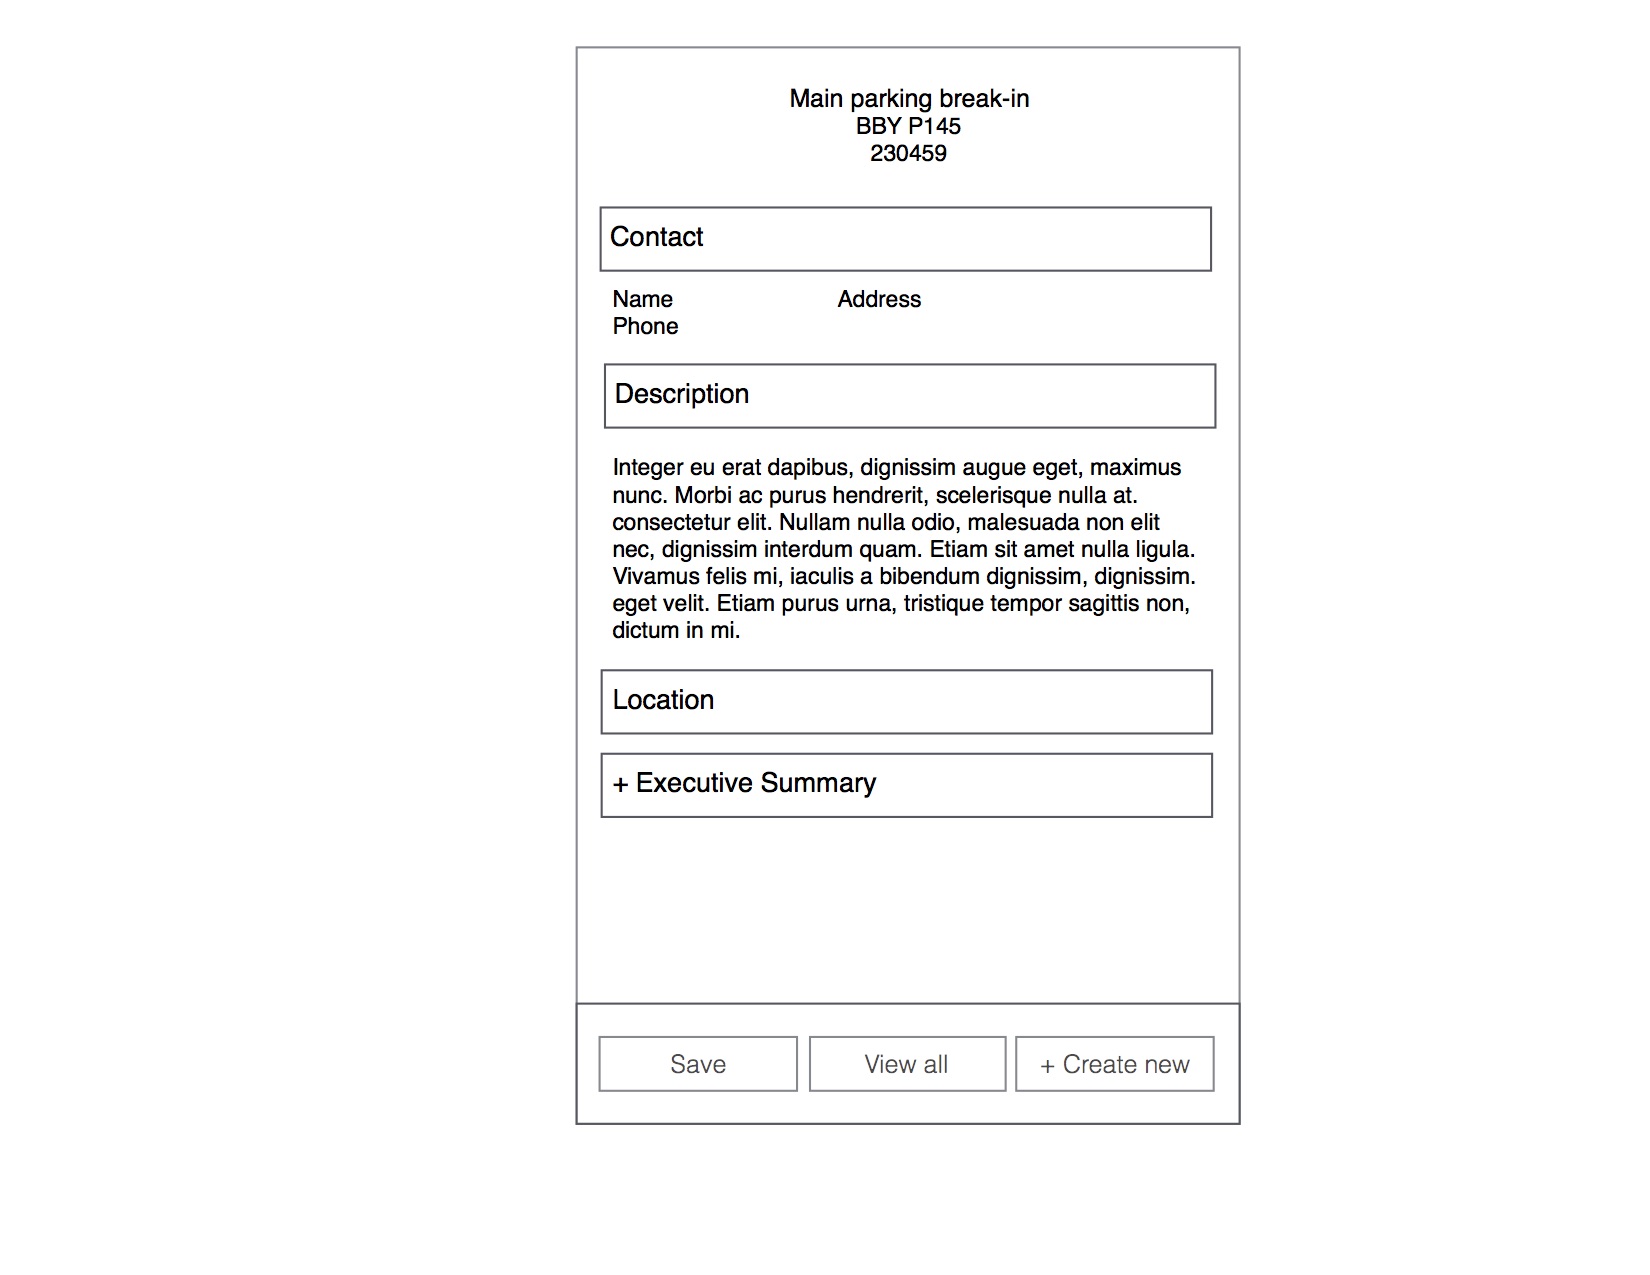 Main parking break-in
BBY P145
230459
Contact
Name Address
Phone
Description
Integer eu erat dapibus, dignissim augue eget, maximus
nunc. Morbi ac purus hendrerit, scelerisque nulla at.
consectetur elit. Nullam nulla odio, malesuada non elit
nec, dignissim interdum quam. Etiam sit amet nulla ligula.
Vivamus felis mi, iaculis a bibendum dignissim, dignissim.
eget velit. Etiam purus urna, tristique tempor sagittis non,
dictum in mi.
Location
+ Executive Summary
Save View all + Create new